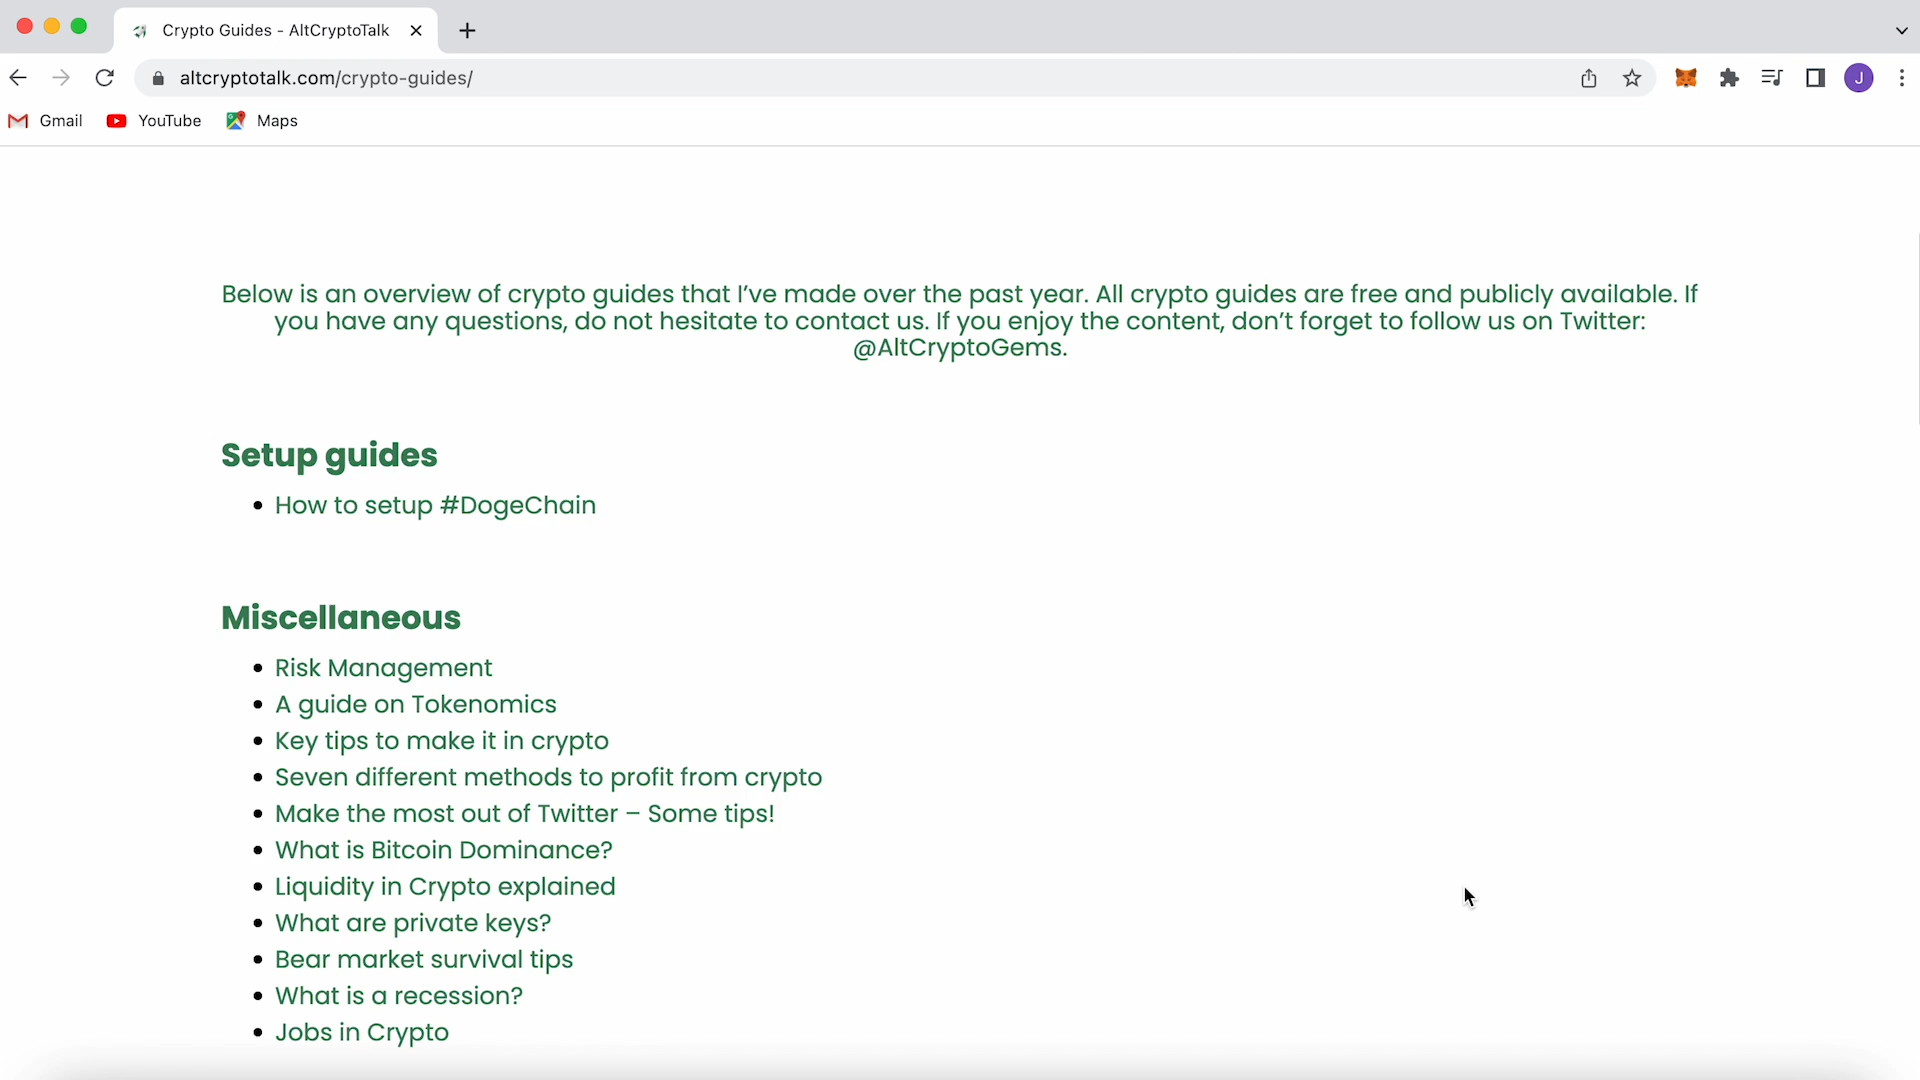 Crypto Guides - AltCryptoTalk
altcryptotalk.com/crypto-guides/
J
Gmail
YouTube
Maps
Below is an overview of crypto guides that I’ve made over the past year. All crypto guides are free and publicly available. If
you have any questions, do not hesitate to contact us. If you enjoy the content, don’t forget to follow us on Twitter:
@AltCryptoGems.
Setup guides
How to setup #DogeChain
Miscellaneous
Risk Management
A guide on Tokenomics
Key tips to make it in crypto
Seven different methods to profit from crypto
Make the most out of Twitter – Some tips!
What is Bitcoin Dominance?
Liquidity in Crypto explained
What are private keys?
Bear market survival tips
What is a recession?
Jobs in Crypto